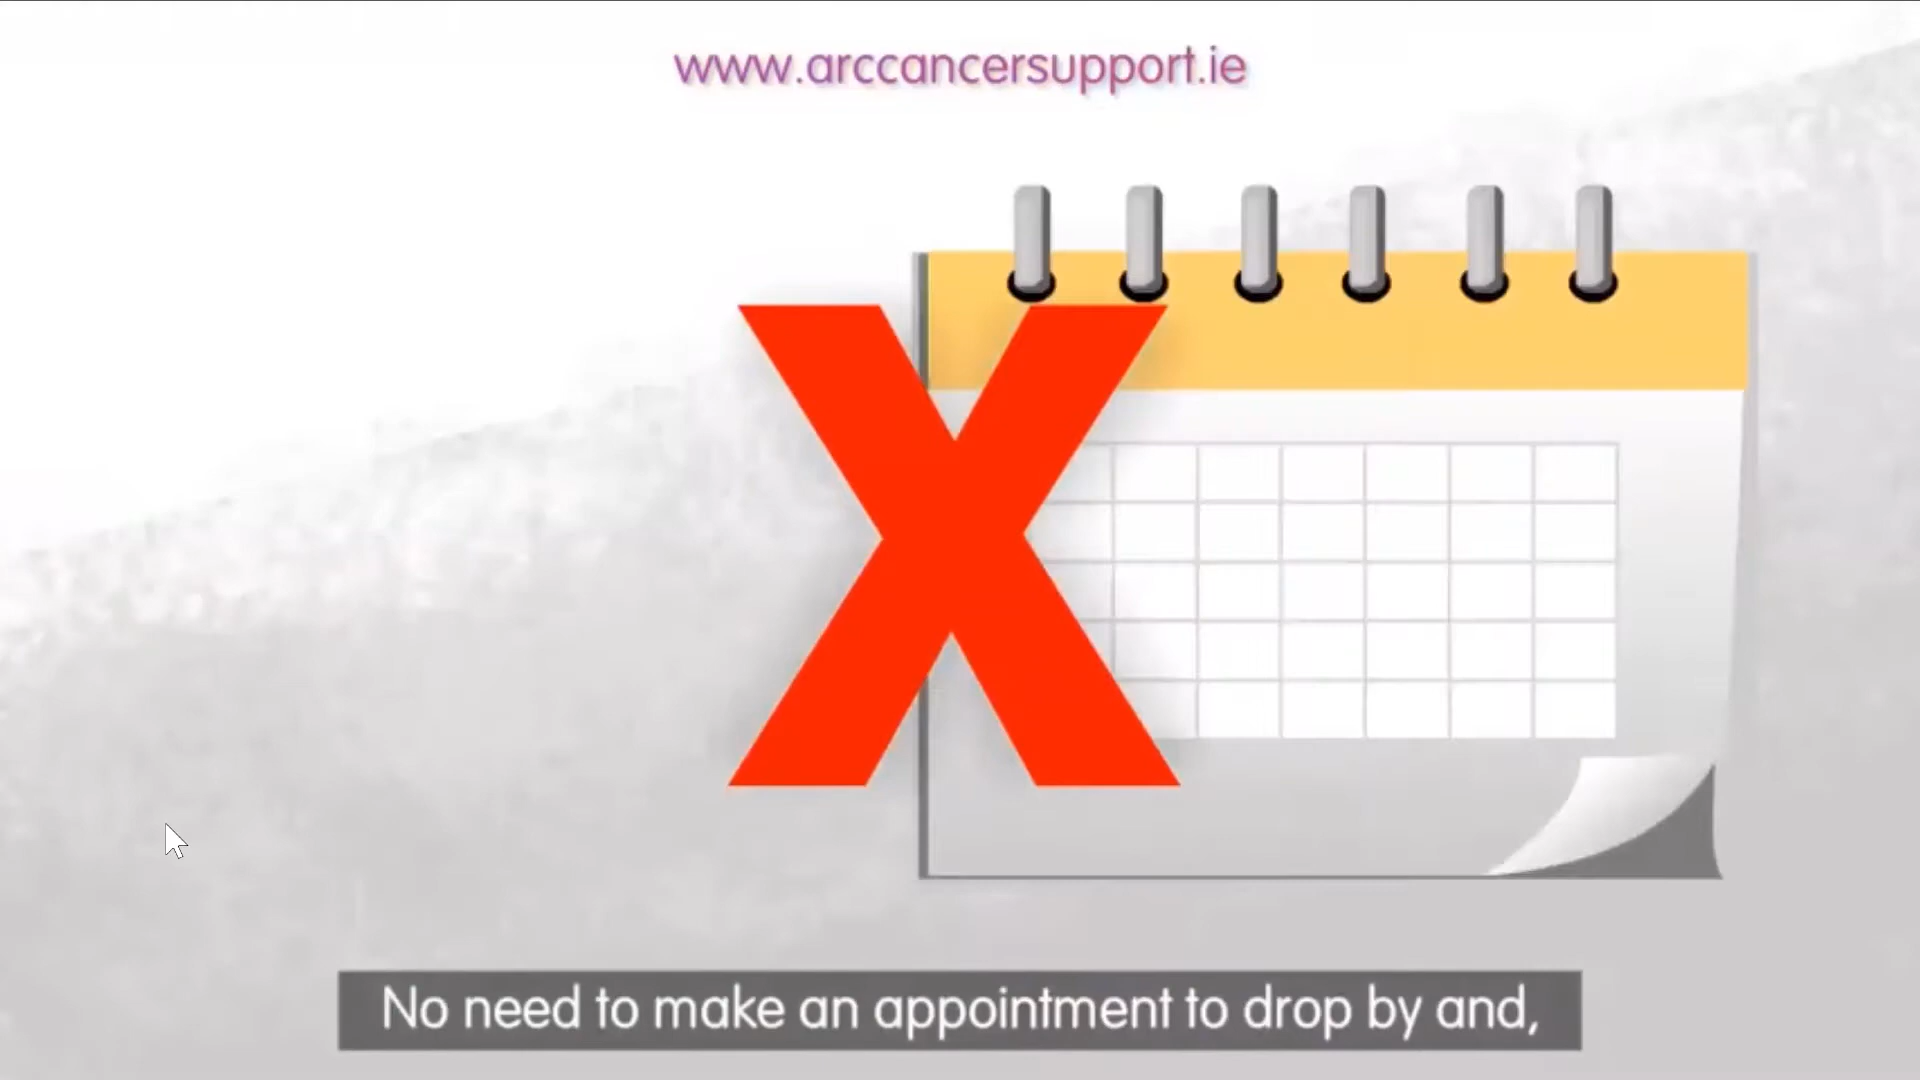 www.arccancersupport.ie
X
No need to make an appointment to drop by and,